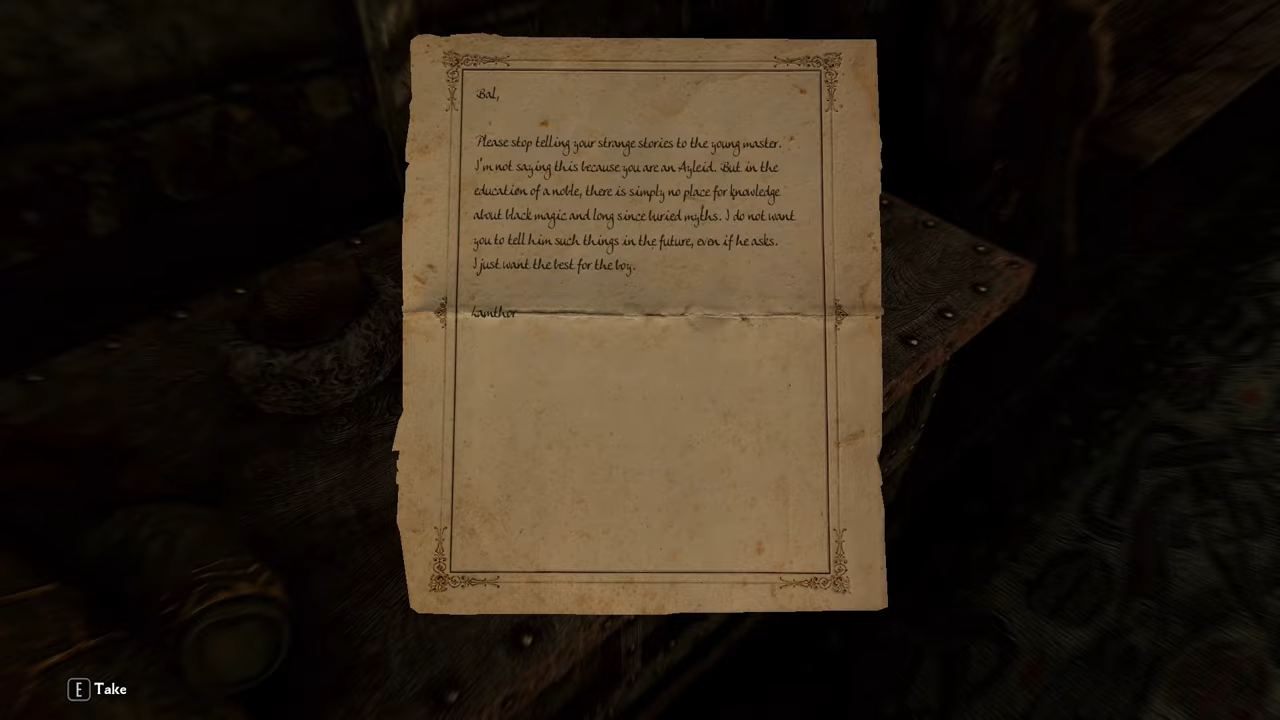 Bal,
Please stop telling your strange stories to the young master.
I'm not saying this because you are an Ayleid. But in the
education of a noble, there is simply no place for knowledge
about black magic and long since buried myths. I do not want
you to tell him such things in the future, even if he asks.
I just want the best for the boy.
Lamthor
E Take